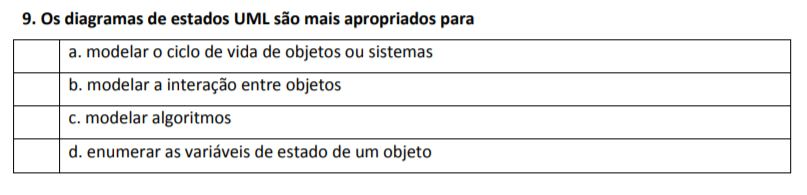 9. Os diagramas de estados UML são mais apropriados para
a. modelar o ciclo de vida de objetos ou sistemas
b. modelar a interação entre objetos
c. modelar algoritmos
d. enumerar as variáveis de estado de um objeto